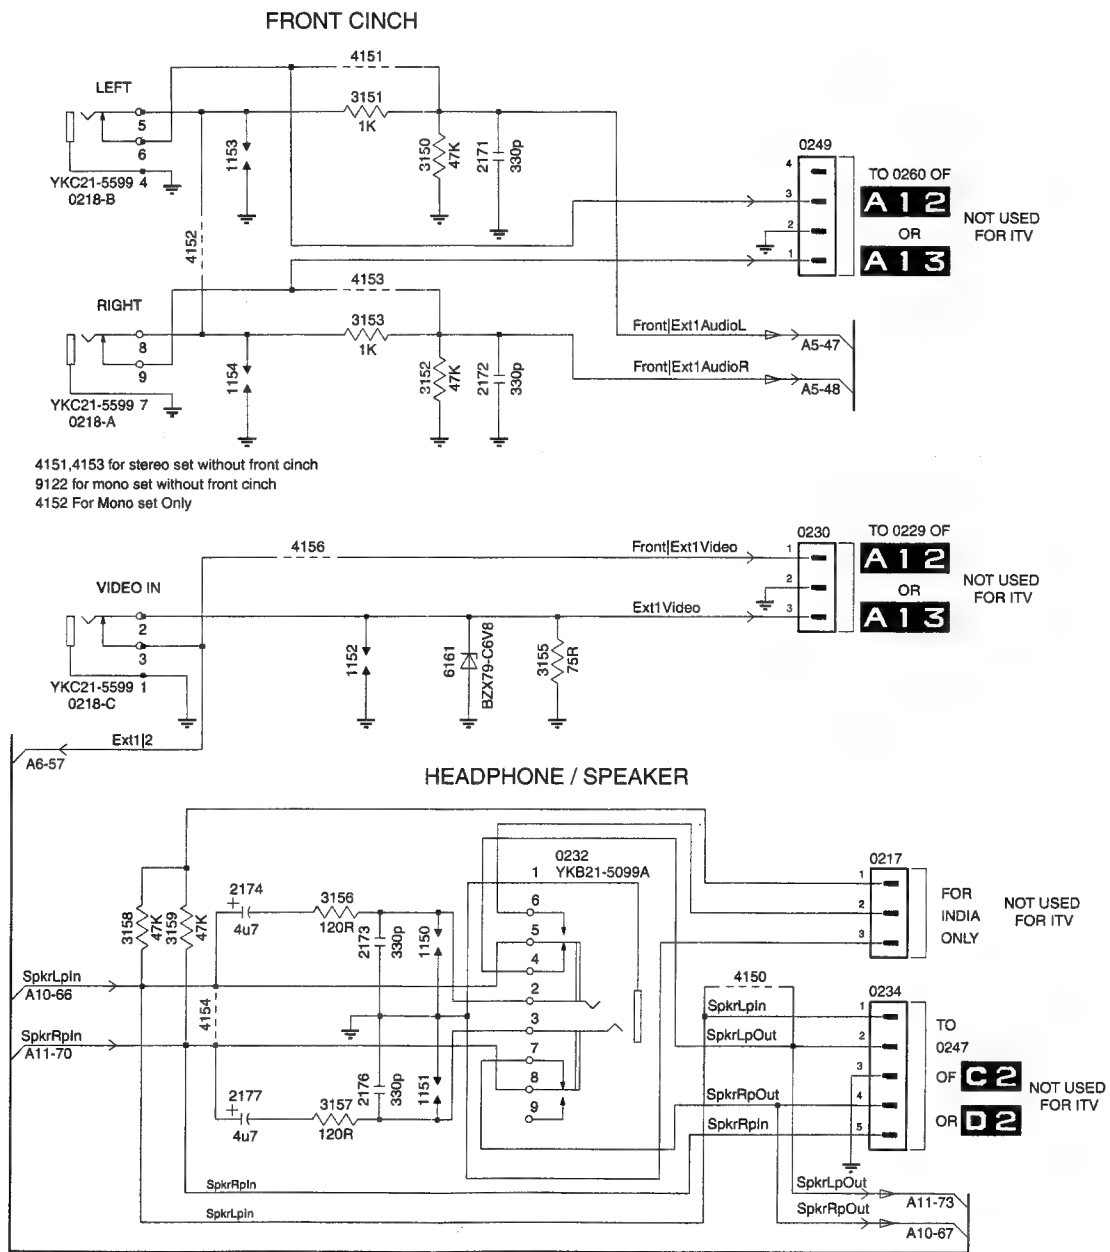 FRONT CINCH
4151
LEFT
3151
1K
5
6
YKC21-5599 4
0218-B
1153
3150
47K
2171
330p
0249
4
3
2
1
TO 0260 OF
A12
OR
A13
NOT USED
FOR ITV
4152
4153
RIGHT
3153
1K
8
9
YKC21-5599 7
0218-A
1154
3152
47K
2172
330p
Front|Ext1AudioL
A5-47
Front|Ext1AudioR
A5-48
4151,4153 for stereo set without front cinch
9122 for mono set without front cinch
4152 For Mono set Only
4156
Front|Ext1Video
0230
1
2
3
TO 0229 OF
A12
OR
A13
NOT USED
FOR ITV
VIDEO IN
2
3
YKC21-5599 1
0218-C
Ext1Video
1152
6161
BZX79-C6V8
3155
75R
Ext1|2
A6-57
HEADPHONE / SPEAKER
0232
YKB21-5099A
1
6
5
4
2
3
7
8
9
0217
1
2
3
FOR
INDIA
ONLY
NOT USED
FOR ITV
3158
47K
3159
47K
2174
+
4u7
3156
120R
2173
330p
1150
SpkrLpIn
A10-66
4154
SpkrRpIn
A11-70
2177
+
4u7
3157
120R
2176
330p
1151
4150
SpkrLpIn
SpkrLpOut
SpkrRpOut
SpkrRpIn
0234
1
2
3
4
5
TO
0247
OF C2
OR D2
NOT USED
FOR ITV
SpkrRpIn
SpkrLpIn
SpkrLpOut
A11-73
SpkrRpOut
A10-67